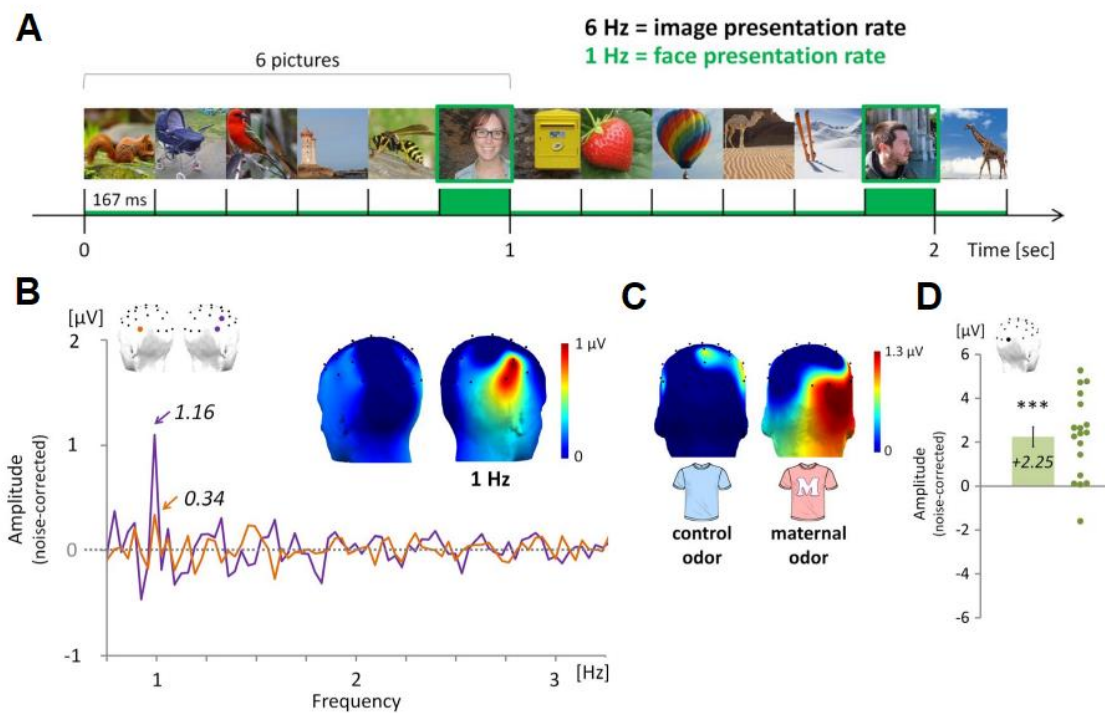 A
6 Hz = image presentation rate
1 Hz = face presentation rate
6 pictures
167 ms
0
1
2
Time [sec]
B
[µV]
2
1
0
-1
Amplitude
(noise-corrected)
1.16
0.34
1 µV
0
1 Hz
1
2
3
[Hz]
Frequency
C
1.3 µV
0
M
control
odor
maternal
odor
D
[µV]
6
4
2
0
-2
-4
-6
Amplitude
(noise-corrected)
***
+2.25